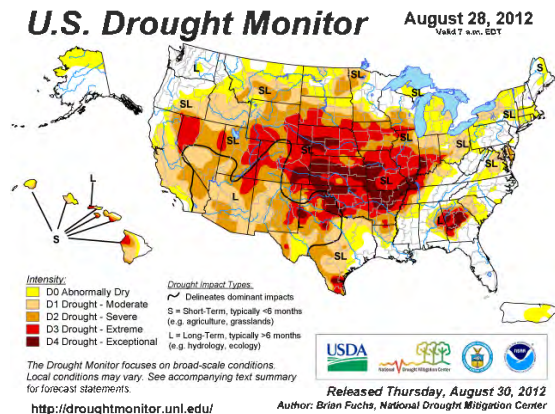 U.S. Drought Monitor
August 28, 2012
Valid 7 a.m. EDT
L
SL
SL
SL
SL
SL
SL
SL
SL
SL
SL
S
L
L
L
S
Intensity:
D0 Abnormally Dry
D1 Drought - Moderate
D2 Drought - Severe
D3 Drought - Extreme
D4 Drought - Exceptional
Drought Impact Types:
Delineates dominant impacts
S = Short-Term, typically <6 months
(e.g. agriculture, grasslands)
L = Long-Term, typically >6 months
(e.g. hydrology, ecology)
The Drought Monitor focuses on broad-scale conditions.
Local conditions may vary. See accompanying text summary
for forecast statements.
http://droughtmonitor.unl.edu/
USDA
National Drought Mitigation Center
Released Thursday, August 30, 2012
Author: Brian Fuchs, National Drought Mitigation Center